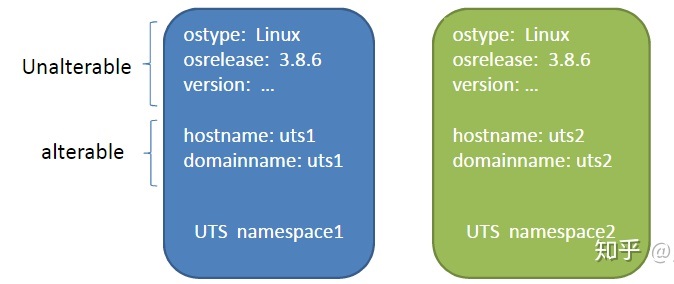 Unalterable
alterable
ostype: Linux
osrelease: 3.8.6
version: ...
hostname: uts1
domainname: uts1
UTS namespace1
ostype: Linux
osrelease: 3.8.6
version: ...
hostname: uts2
domainname: uts2
UTS namespace2
知乎